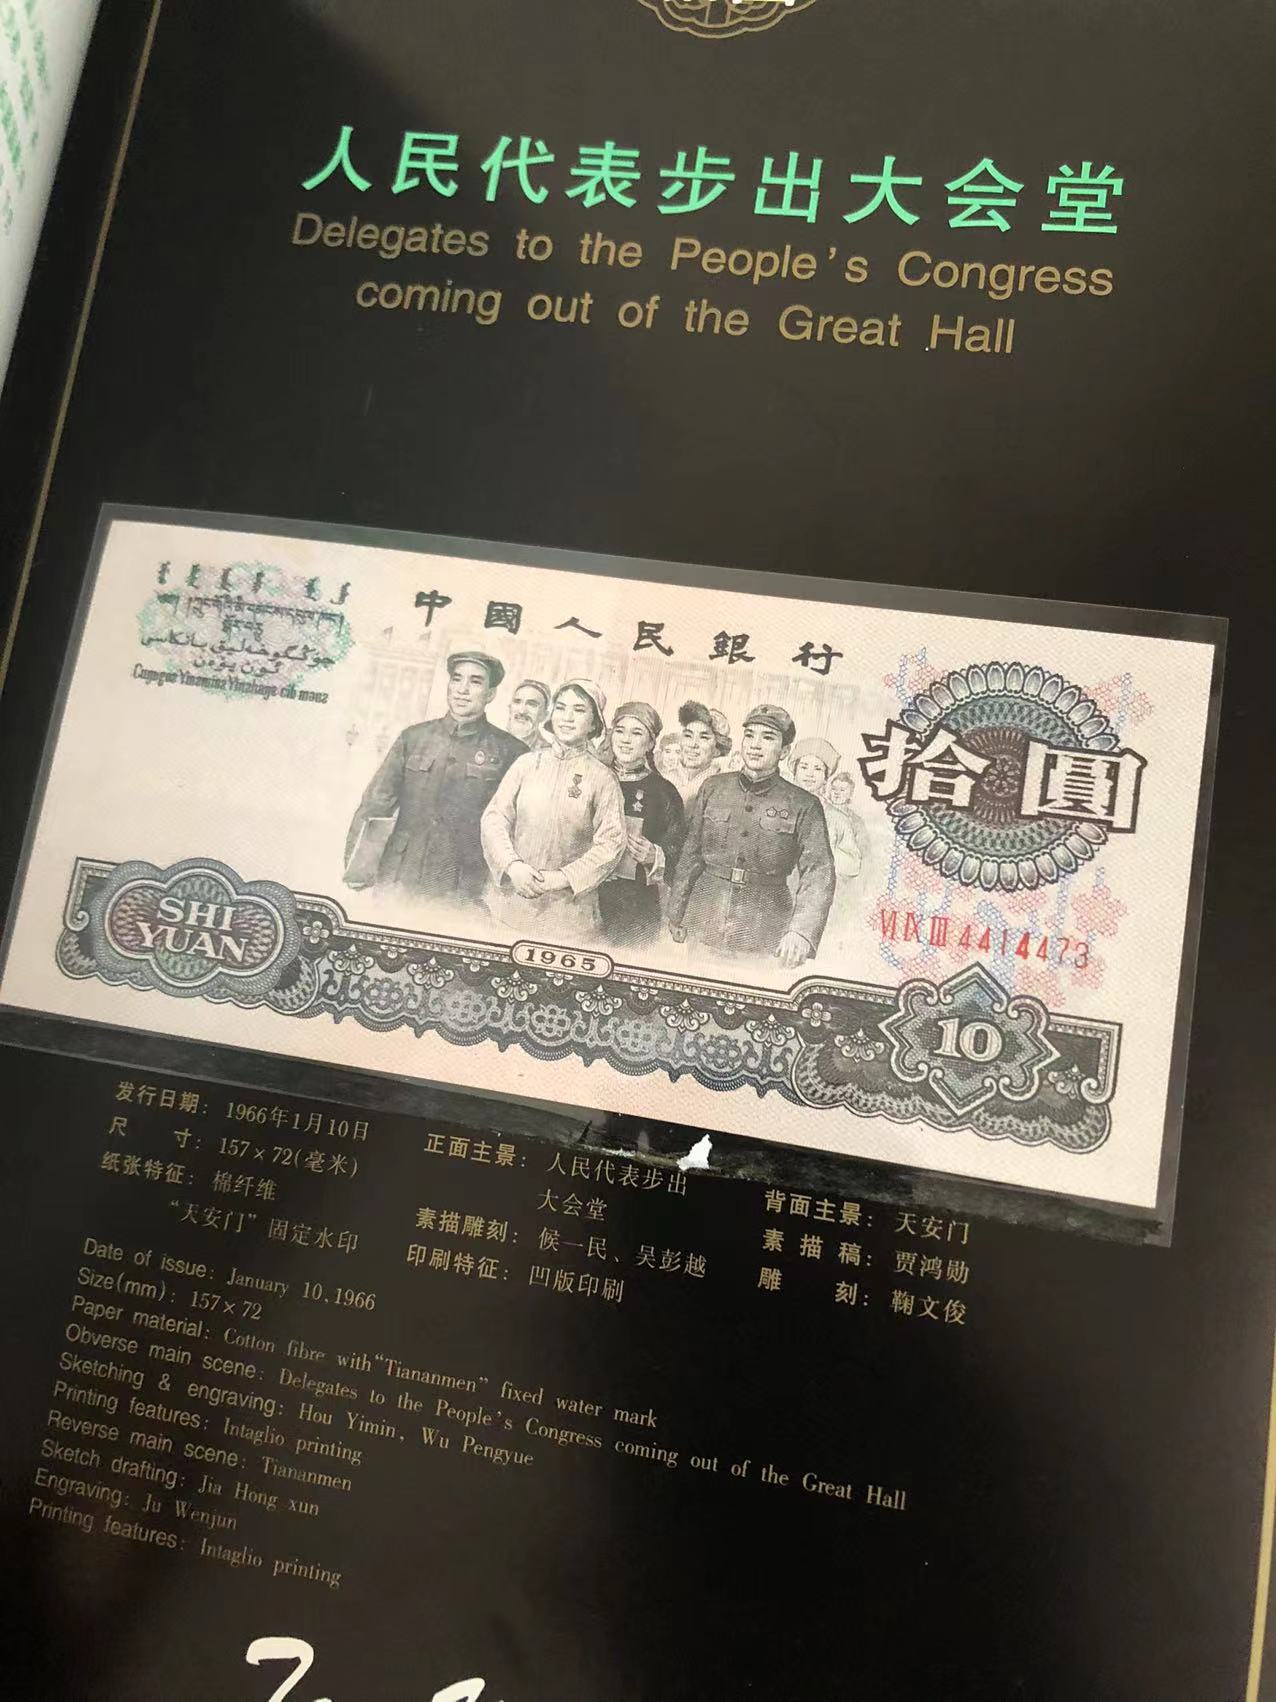 人民代表步出大会堂
Delegates to the People's Congress
coming out of the Great Hall
中國人民銀行
拾圓
ⅥⅨⅢ 4414473
SHI
YUAN
1965
10
发行日期：1966年1月10日
尺 寸：157×72(毫米)
纸张特征：棉纤维
“天安门”固定水印
正面主景：人民代表步出
大会堂
素描雕刻：候一民、吴彭越
印刷特征：凹版印刷
背面主景：天安门
素描稿：贾鸿勋
雕 刻：鞠文俊
Date of issue: January 10,1966
Size(mm): 157×72
Paper material: Cotton fibre with“Tiananmen” fixed water mark
Obverse main scene: Delegates to the People's Congress coming out of the Great Hall
Sketching & engraving: Hou Yimin, Wu Pengyue
Printing features: Intaglio printing
Reverse main scene: Tiananmen
Sketch drafting: Jia Hong xun
Engraving: Ju Wenjun
Printing features: Intaglio printing